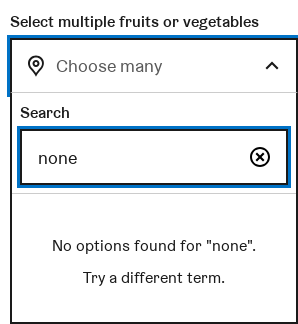 Select multiple fruits or vegetables
Choose many
Search
none
No options found for "none".
Try a different term.